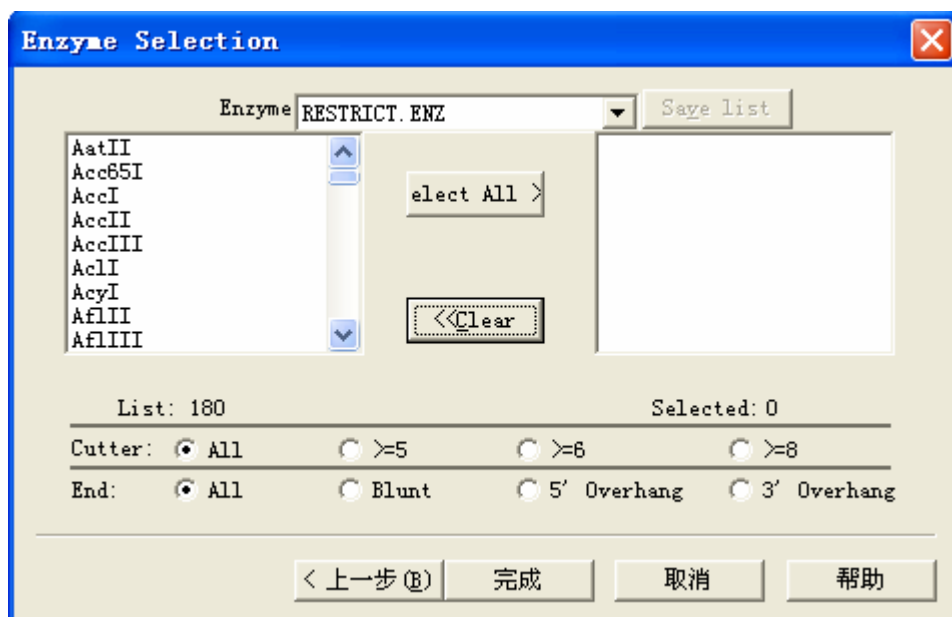 Enzyme Selection
Enzyme RESTRICT.ENZ Save list
AatII
Acc65I
AccI
AccII
AccIII
AclI
AcyI
AflII
AflIII
elect All >
<<Clear
List: 180 Selected: 0
Cutter: All >=5 >=6 >=8
End: All Blunt 5′ Overhang 3′ Overhang
< 上一步(B) 完成 取消 帮助